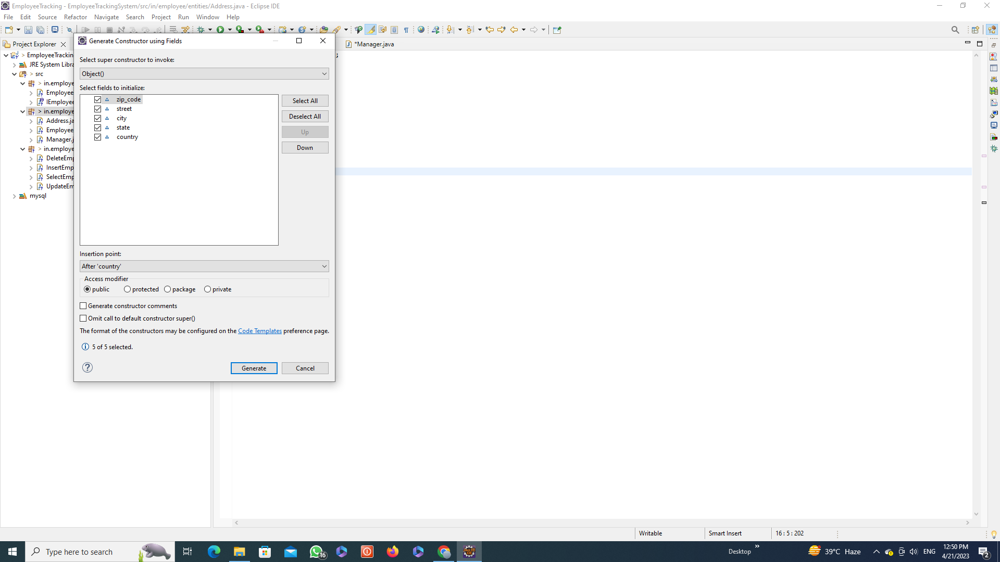 EmployeeTracking - EmployeeTrackingSystem/src/in/employee/entities/Address.java - Eclipse IDE
File Edit Source Refactor Navigate Search Project Run Window Help
Project Explorer
*Manager.java
> EmployeeTrackin
;
JRE System Libra
> src
> in.employe
Employee
IEmployee
> in.employe
Address.ja
Employee
Manager.j
> in.employe
DeleteEmp
InsertEmp
SelectEmp
UpdateEm
mysql
Generate Constructor using Fields
Select super constructor to invoke:
Object()
Select fields to initialize:
zip_code
street
city
state
country
Select All
Deselect All
Up
Down
Insertion point:
After 'country'
Access modifier
public protected package private
Generate constructor comments
Omit call to default constructor super()
The format of the constructors may be configured on the Code Templates preference page.
5 of 5 selected.
Generate Cancel
Writable Smart Insert 16 : 5 : 202
Type here to search
16
Desktop
39°C Haze
ENG
12:50 PM
4/21/2023
2